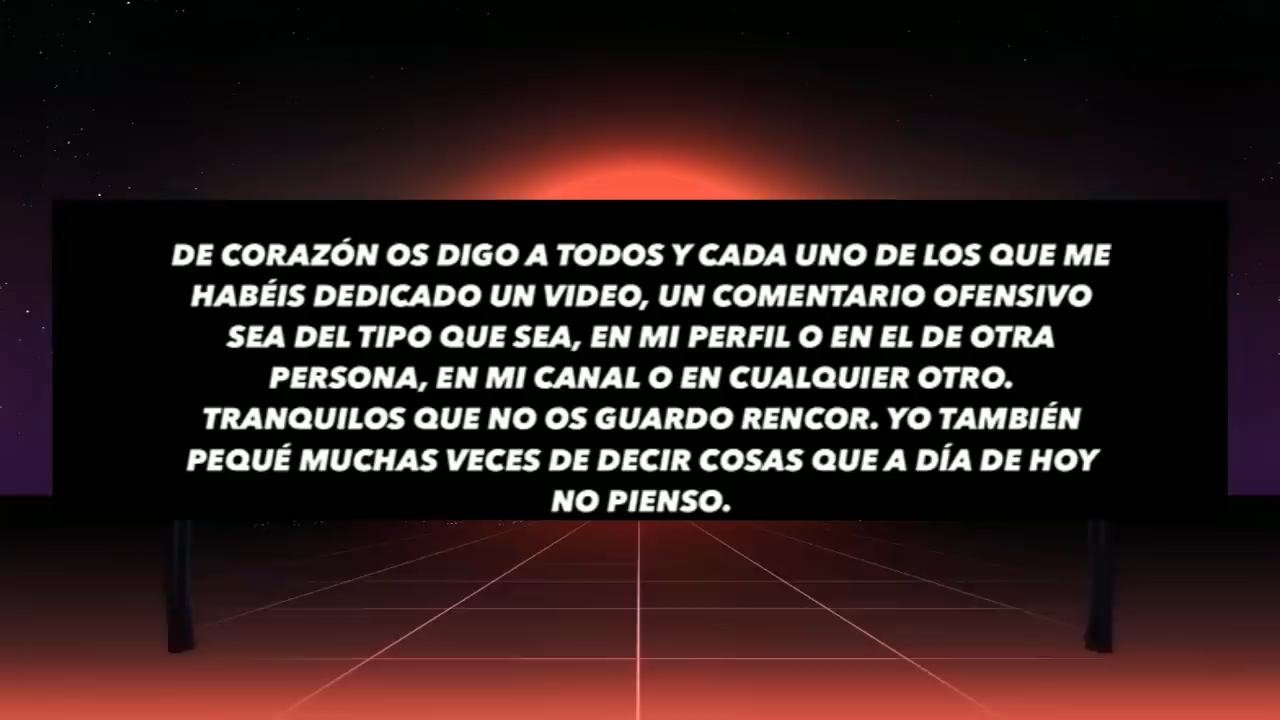 DE CORAZÓN OS DIGO A TODOS Y CADA UNO DE LOS QUE ME
HABÉIS DEDICADO UN VIDEO, UN COMENTARIO OFENSIVO
SEA DEL TIPO QUE SEA, EN MI PERFIL O EN EL DE OTRA
PERSONA, EN MI CANAL O EN CUALQUIER OTRO.
TRANQUILOS QUE NO OS GUARDO RENCOR. YO TAMBIÉN
PEQUÉ MUCHAS VECES DE DECIR COSAS QUE A DÍA DE HOY
NO PIENSO.